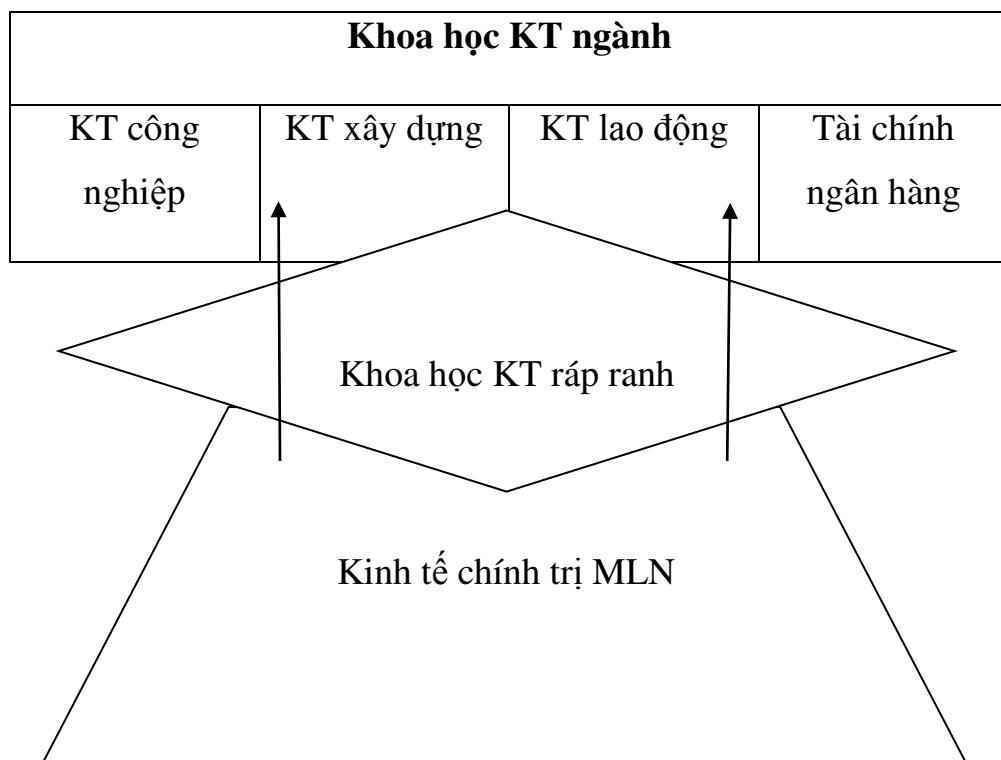 Khoa học KT ngành
KT công
nghiệp
KT xây dựng
KT lao động
Tài chính
ngân hàng
Khoa học KT ráp ranh
Kinh tế chính trị MLN